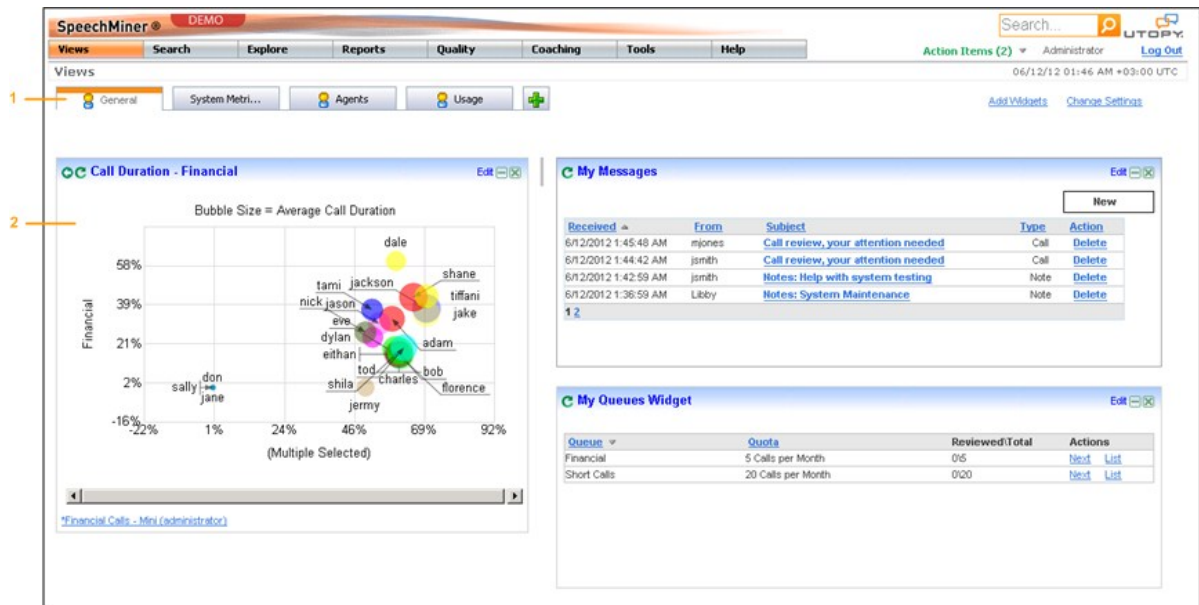 SpeechMiner ® DEMO
Search...
UTOPY.
Views Search Explore Reports Quality Coaching Tools Help
Action Items (2) Administrator Log Out
Views
06/12/12 01:46 AM +03:00 UTC
1
General System Metri... Agents Usage
Add Widgets Change Settings
2
Call Duration - Financial Edit
Bubble Size = Average Call Duration
58%
39%
21%
2%
-16%
Financial
dale
shane
jackson
tami
tiffani
nick jason
jake
eve
dylan
adam
eithan
tod
bob
charles
shila
florence
don
sally
jane
jermy
-22% 1% 24% 46% 69% 92%
(Multiple Selected)
*Financial Calls - Mini (administrator)
My Messages Edit
New
Received From Subject Type Action
6/12/2012 1:45:48 AM mjones Call review, your attention needed Call Delete
6/12/2012 1:44:42 AM jsmith Call review, your attention needed Call Delete
6/12/2012 1:42:59 AM jsmith Notes: Help with system testing Note Delete
6/12/2012 1:36:59 AM Libby Notes: System Maintenance Note Delete
1 2
My Queues Widget Edit
Queue Quota Reviewed\Total Actions
Financial 5 Calls per Month 0\5 Next List
Short Calls 20 Calls per Month 0\20 Next List